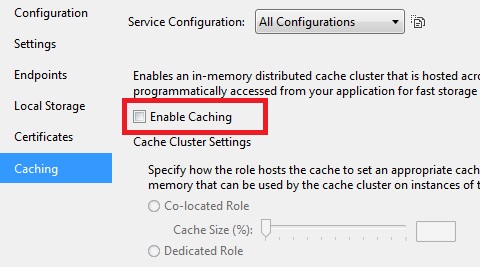 Configuration
Service Configuration: All Configurations
Settings
Endpoints
Enables an in-memory distributed cache cluster that is hosted
programmatically accessed from your application for fast storage
Local Storage
Enable Caching
Certificates
Cache Cluster Settings
Caching
Specify how the role hosts the cache to set an appropriate
memory that can be used by the cache cluster on instances of
Co-located Role
Cache Size (%):
Dedicated Role